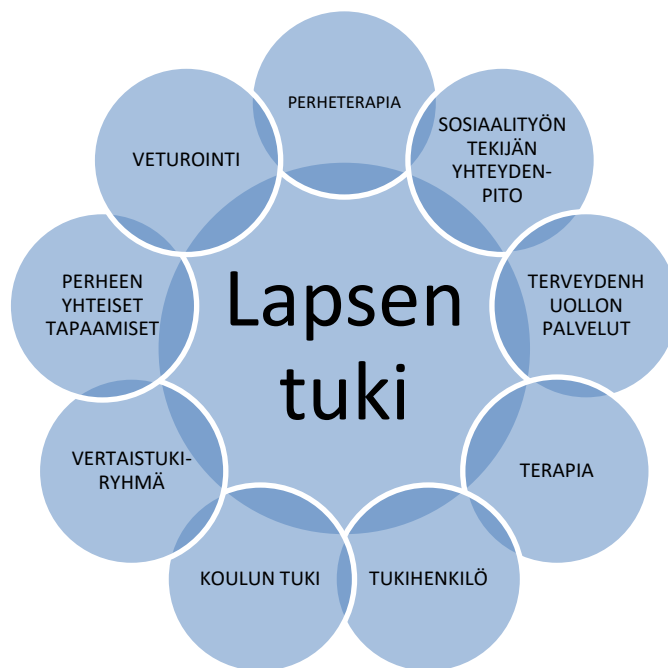 PERHETERAPIA
SOSIAALITYÖN
TEKIJÄN
YHTEYDEN-
PITO
TERVEYDENH
UOLLON
PALVELUT
TERAPIA
TUKIHENKILÖ
KOULUN TUKI
VERTAISTUKI-
RYHMÄ
PERHEEN
YHTEISET
TAPAAMISET
VETUROINTI
Lapsen
tuki